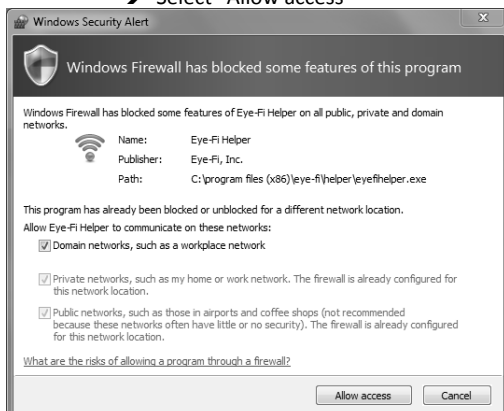 Select "Allow access"
Windows Security Alert
X
Windows Firewall has blocked some features of this program
Windows Firewall has blocked some features of Eye-Fi Helper on all public, private and domain
networks.
Name: Eye-Fi Helper
Publisher: Eye-Fi, Inc.
Path: C:\program files (x86)\eye-fi\helper\eyefihelper.exe
This program has already been blocked or unblocked for a different network location.
Allow Eye-Fi Helper to communicate on these networks:
Domain networks, such as a workplace network
Private networks, such as my home or work network. The firewall is already configured for
this network location.
Public networks, such as those in airports and coffee shops (not recommended
because these networks often have little or no security). The firewall is already configured
for this network location.
What are the risks of allowing a program through a firewall?
Allow access Cancel